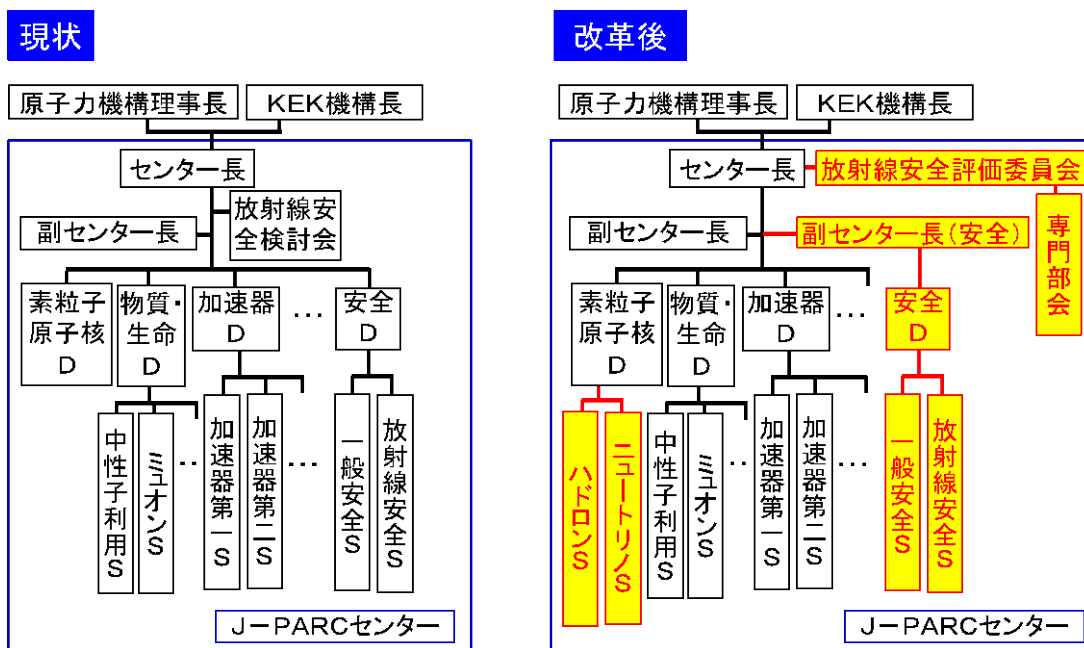 現状
原子力機構理事長
KEK機構長
センター長
放射線安
全検討会
副センター長
素粒子
原子核
D
物質・
生命
D
加速器
D
…
安全
D
中性子利用S
ミュオンS
‥
加速器第一S
加速器第二S
…
一般安全S
放射線安全S
J－PARCセンター
改革後
原子力機構理事長
KEK機構長
センター長
放射線安全評価委員会
専門部会
副センター長
副センター長(安全)
素粒子
原子核
D
物質・
生命
D
加速器
D
…
安全
D
ハドロンS
ニュートリノS
中性子利用S
ミュオンS
‥
加速器第一S
加速器第二S
…
一般安全S
放射線安全S
J－PARCセンター